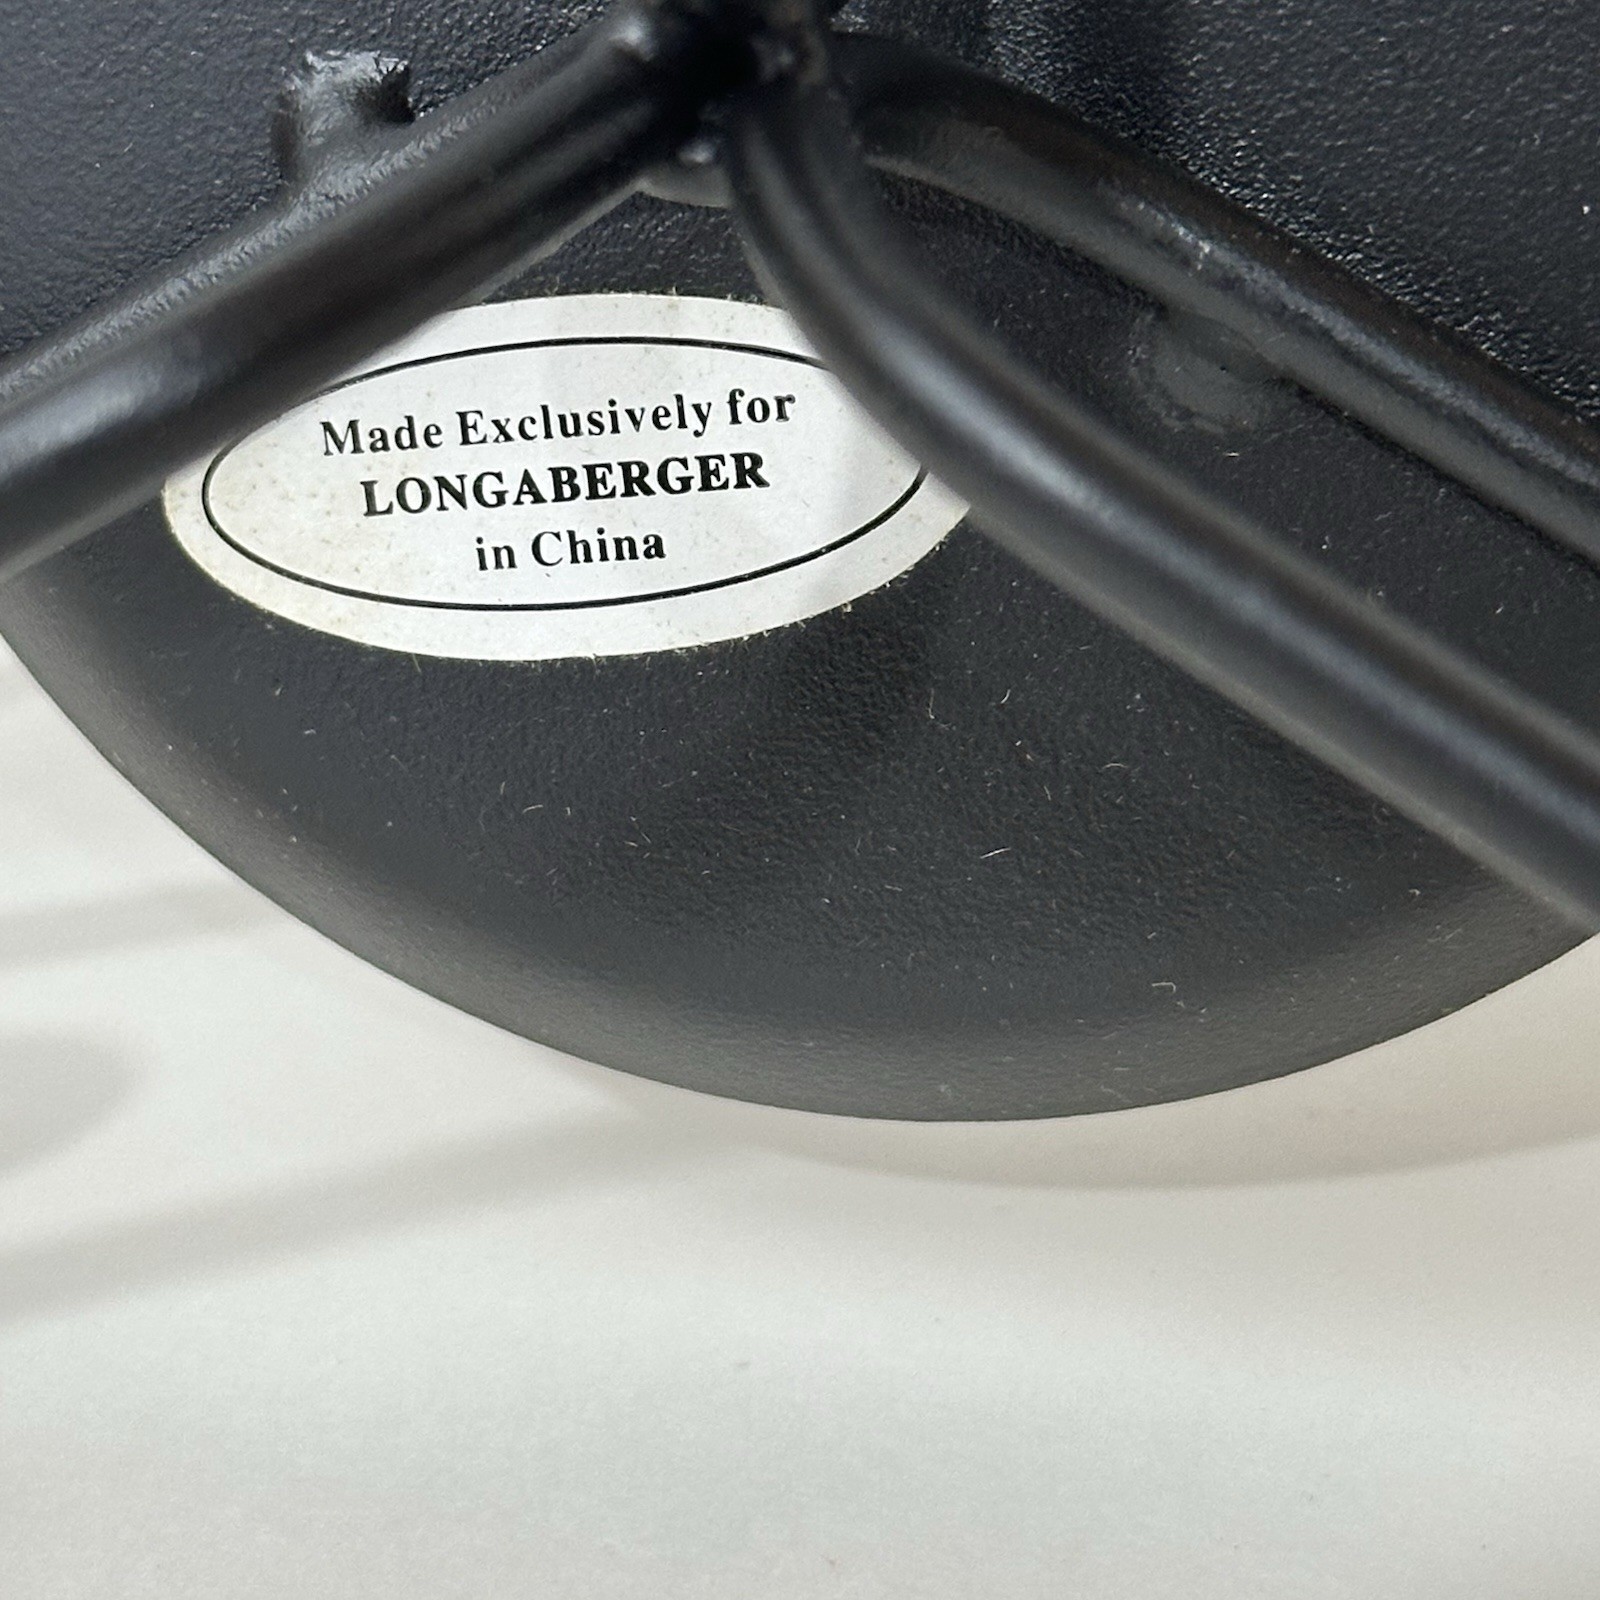 Made Exclusively for
LONGABERGER
in China